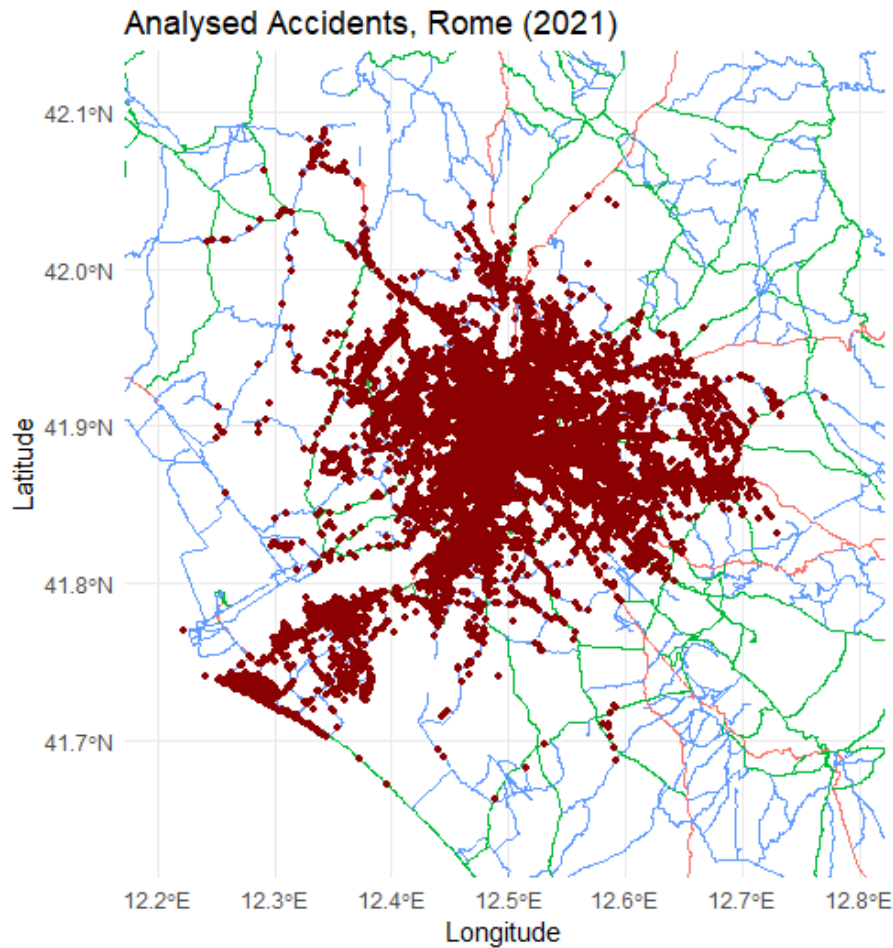 Analysed Accidents, Rome (2021)
42.1°N
42.0°N
41.9°N
41.8°N
41.7°N
Latitude
12.2°E 12.3°E 12.4°E 12.5°E 12.6°E 12.7°E 12.8°E
Longitude